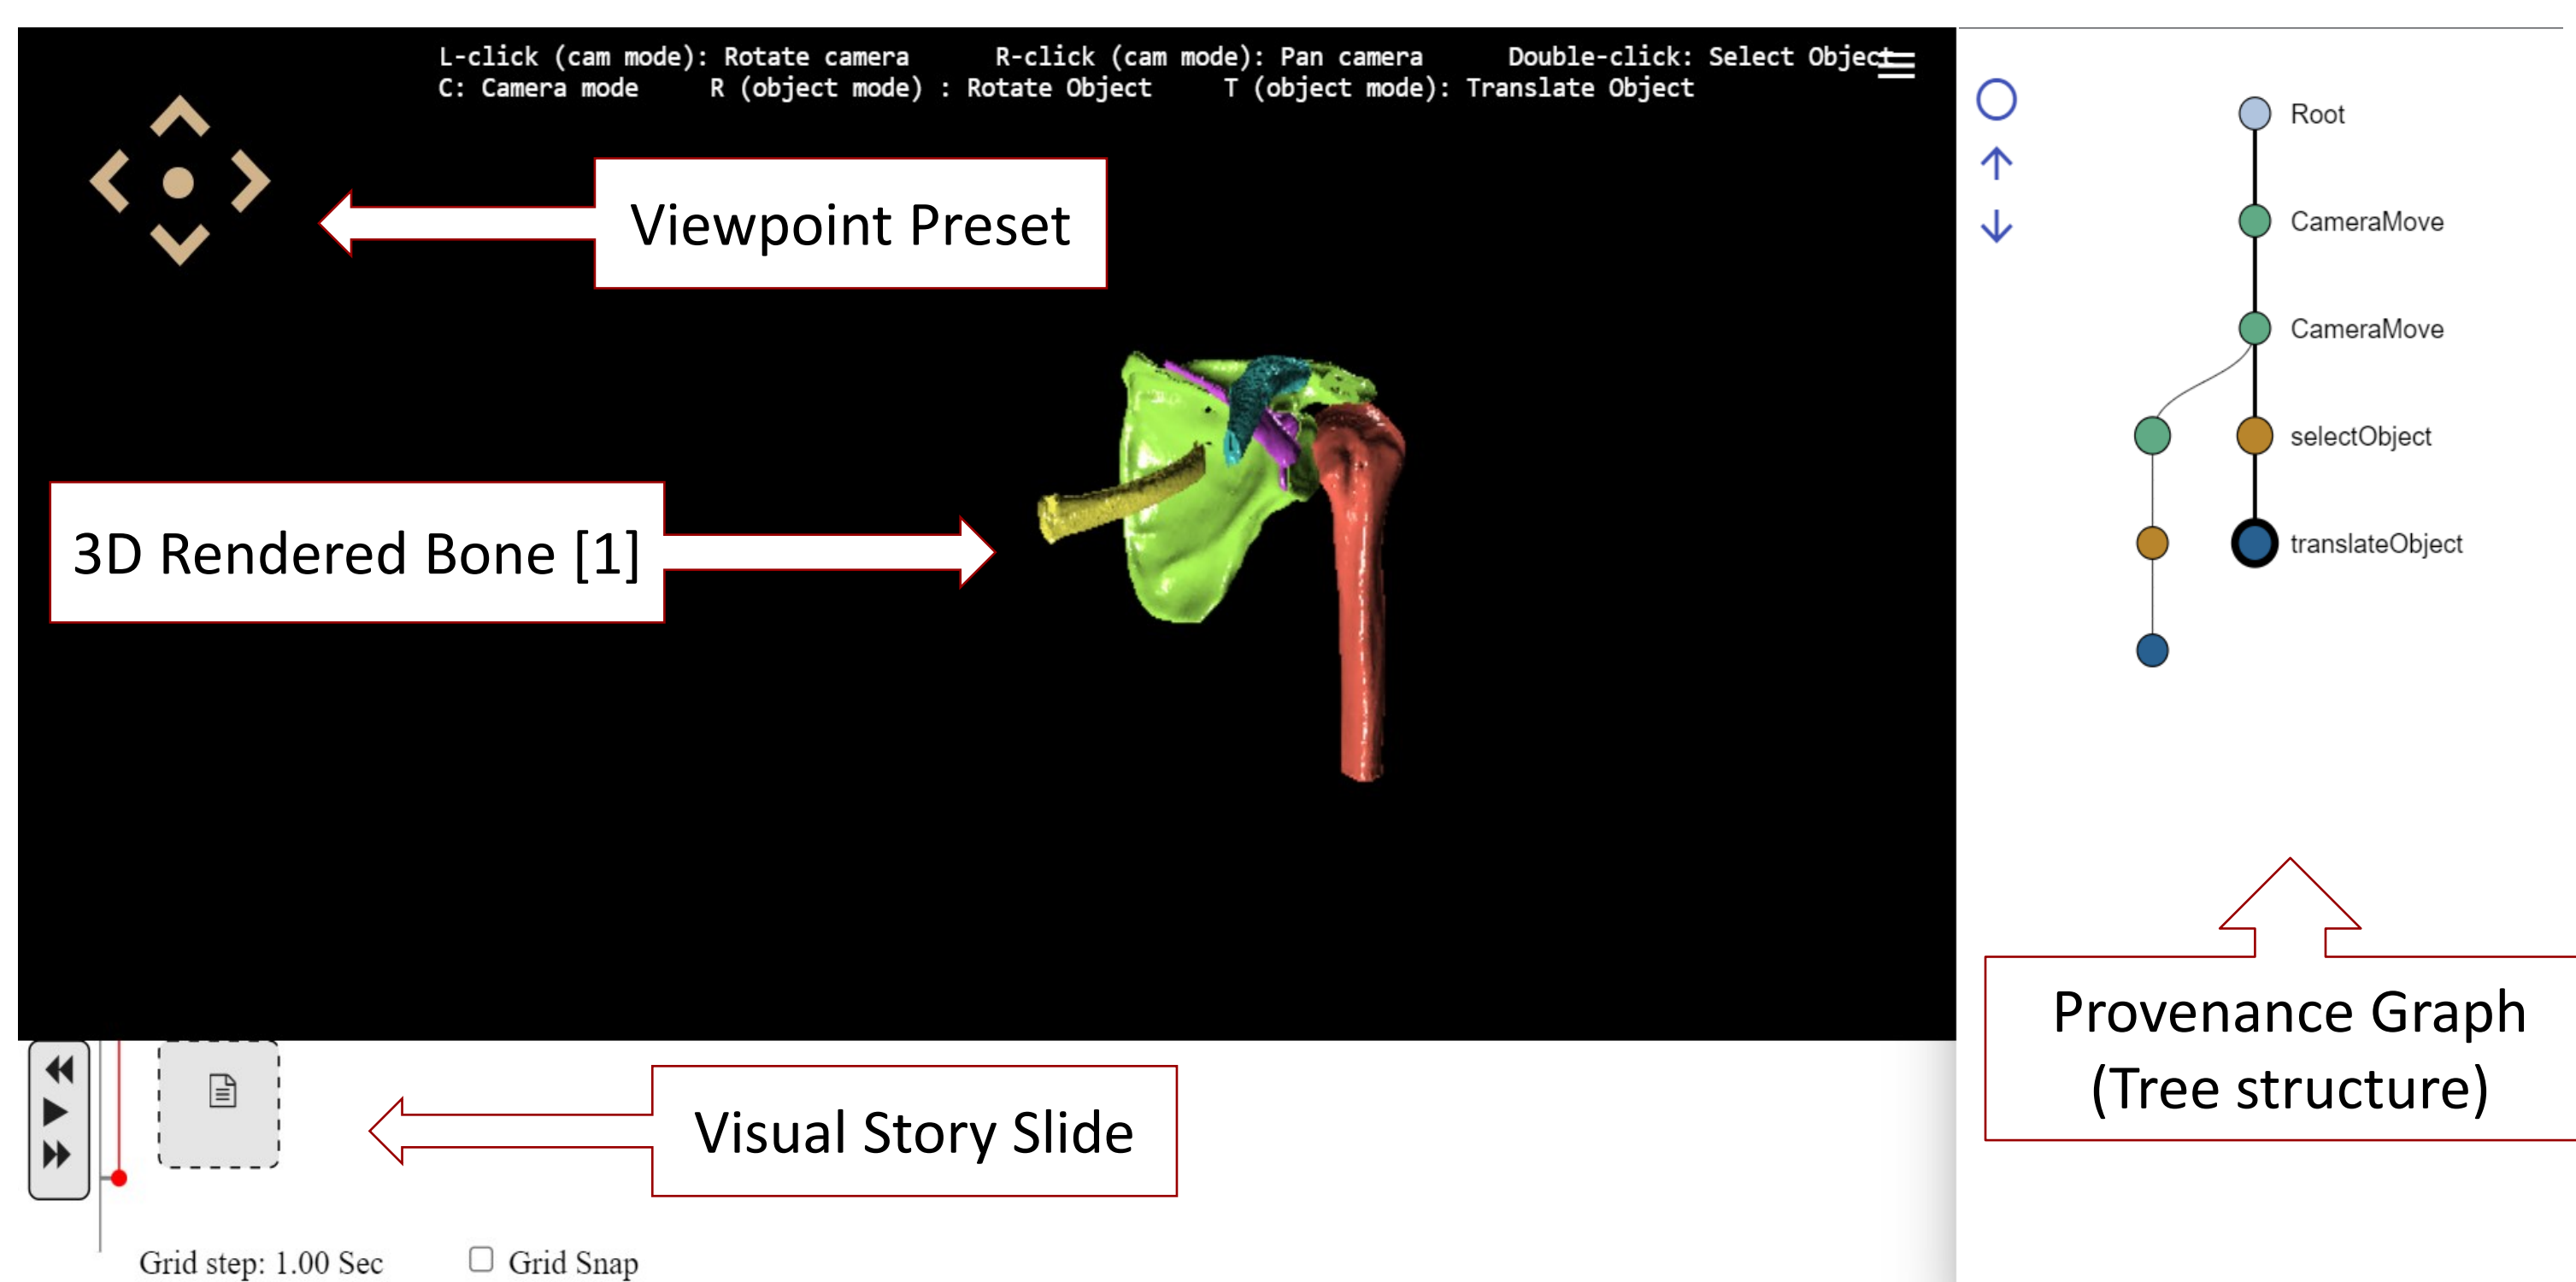 L-click (cam mode): Rotate camera R-click (cam mode): Pan camera Double-click: Select Object
C: Camera mode R (object mode) : Rotate Object T (object mode): Translate Object
Viewpoint Preset
3D Rendered Bone [1]
Root
CameraMove
CameraMove
selectObject
translateObject
Provenance Graph
(Tree structure)
Visual Story Slide
Grid step: 1.00 Sec Grid Snap